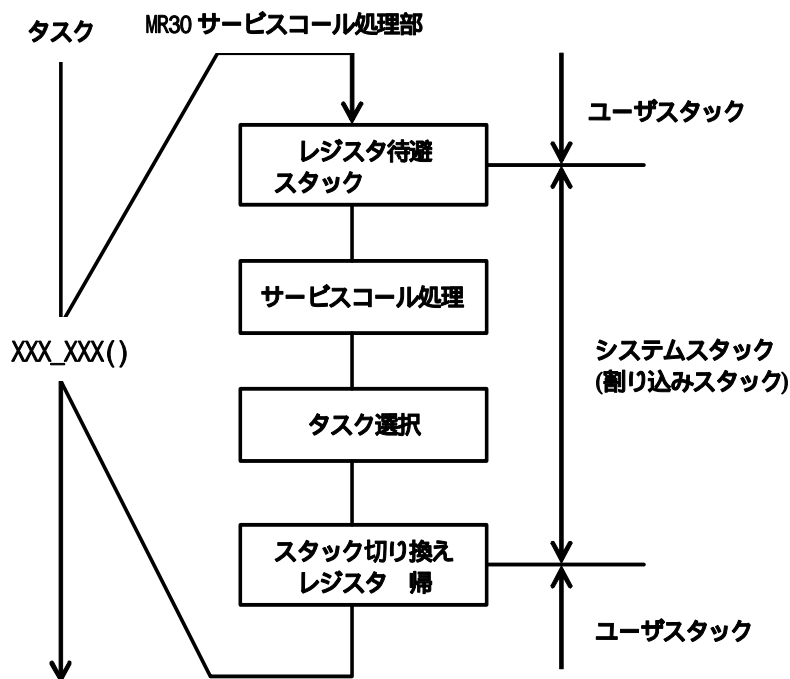 タスク
MR30 サービスコール処理部
ユーザスタック
レジスタ待避
スタック
サービスコール処理
XXX_XXX()
システムスタック
(割り込みスタック)
タスク選択
スタック切り換え
レジスタ 帰
ユーザスタック